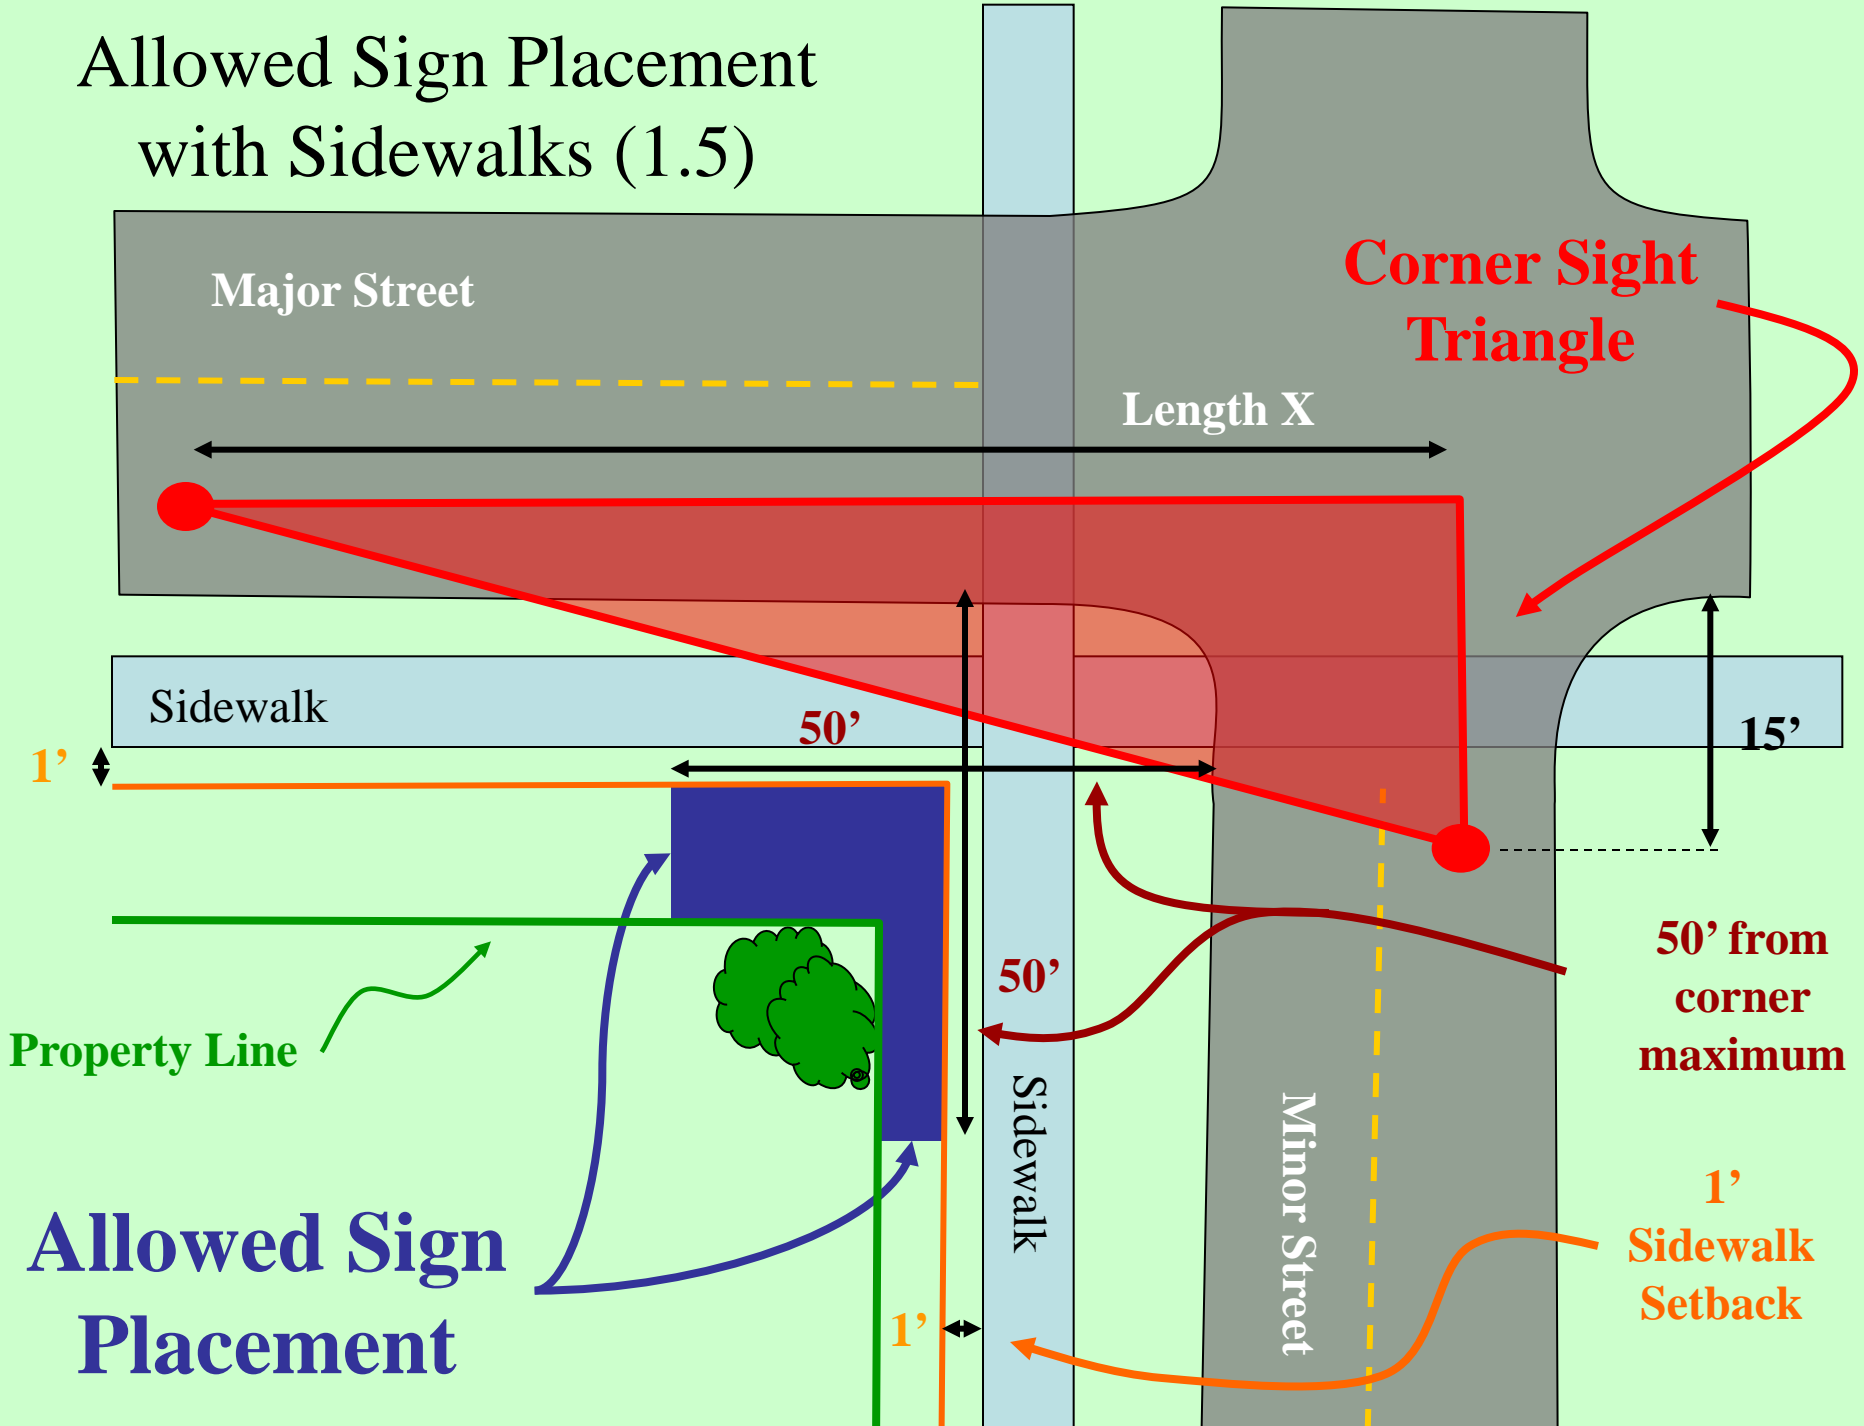 Allowed Sign Placement
with Sidewalks (1.5)
Major Street
Corner Sight
Triangle
Length X
Sidewalk
50’
1’
15’
50’ from
corner
maximum
50’
Property Line
Sidewalk
Minor Street
1’
Sidewalk
Setback
Allowed Sign
Placement
1’